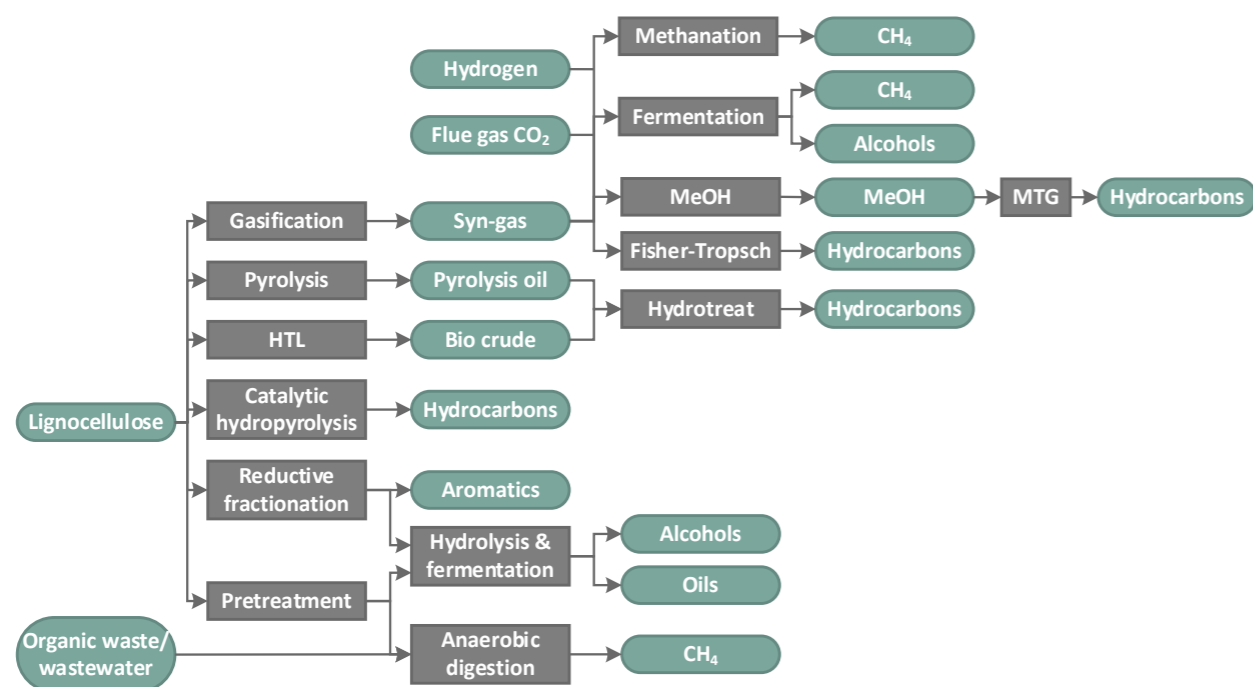 Methanation
CH₄
Hydrogen
CH₄
Fermentation
Flue gas CO₂
Alcohols
MeOH
MeOH
MTG
Hydrocarbons
Gasification
Syn-gas
Fisher-Tropsch
Hydrocarbons
Pyrolysis
Pyrolysis oil
Hydrotreat
Hydrocarbons
HTL
Bio crude
Lignocellulose
Catalytic
hydropyrolysis
Hydrocarbons
Reductive
fractionation
Aromatics
Hydrolysis &
fermentation
Alcohols
Oils
Pretreatment
Organic waste/
wastewater
Anaerobic
digestion
CH₄